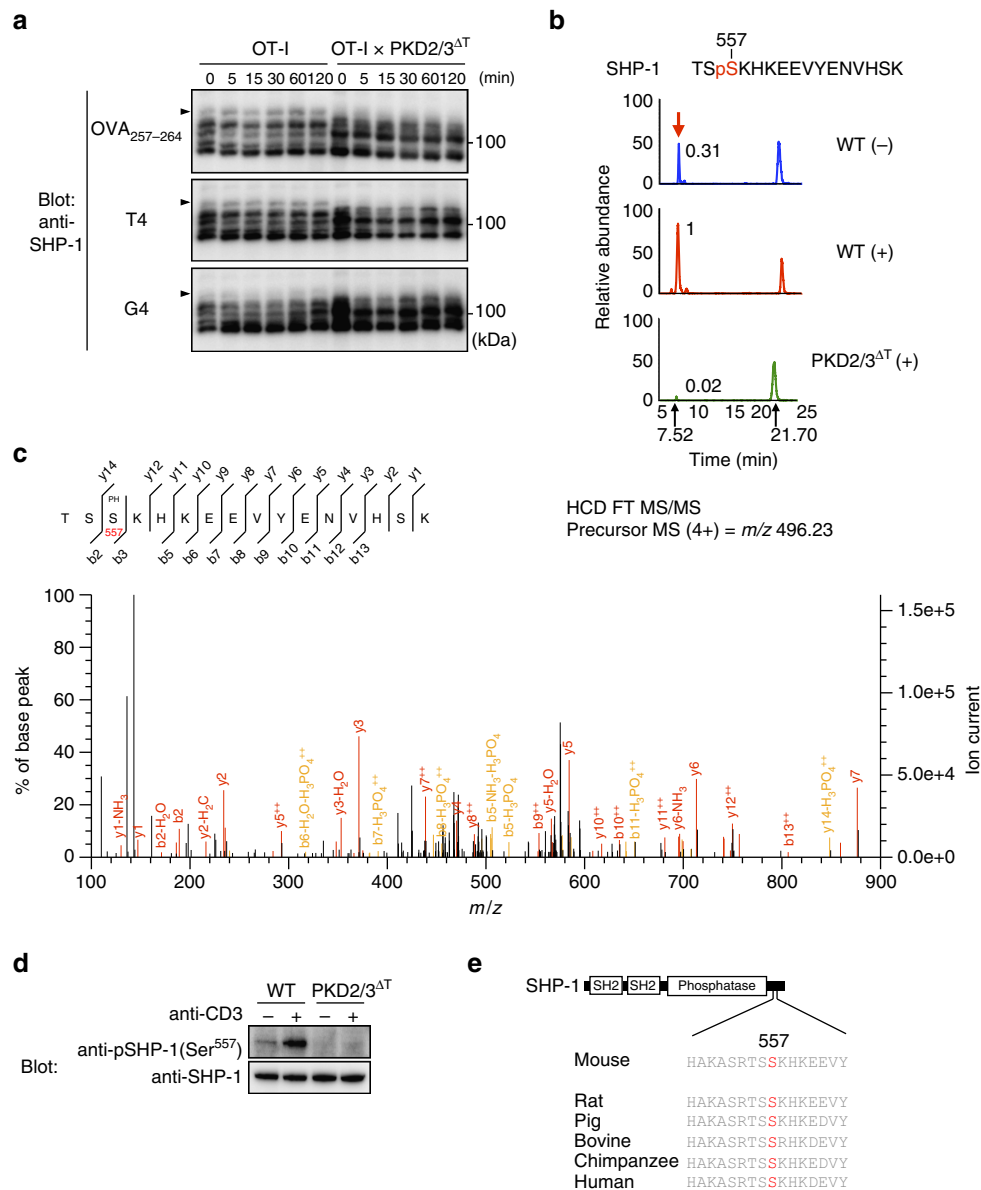 a
OT-I OT-I × PKD2/3ΔT
0 5 15 30 60 120 0 5 15 30 60 120 (min)
OVA257–264
100
Blot:
anti-
SHP-1
T4
100
G4
100
(kDa)
b
557
SHP-1 TSpSKHKEEVYENVHSK
100
50
0
0.31
WT (–)
100
50
0
1
WT (+)
100
50
0
0.02
PKD2/3ΔT (+)
Relative abundance
5 10 15 20 25
7.52 21.70
Time (min)
c
y14 y12 y11 y10 y9 y8 y7 y6 y5 y4 y3 y2 y1
PH
T S S K H K E E V Y E N V H S K
557
b2 b3 b5 b6 b7 b8 b9 b10 b11 b12 b13
HCD FT MS/MS
Precursor MS (4+) = m/z 496.23
100
80
60
40
20
0
% of base peak
1.5e+5
1.0e+5
5.0e+4
0.0e+0
Ion current
y1-NH3
y1
b2-H2O
b2
y2-H2C
y2
y5++
b6-H2O-H3PO4++
y3-H2O
y3
b7-H3PO4++
y7++
b8-H3PO4++
y4
y8++
b5-NH3-H3PO4
b5-H3PO4
b9++
y5-H2O
y5
y10++
b10++
b11-H3PO4++
y11++
y6-NH3
y6
y12++
b13++
y14-H3PO4++
y7
100 200 300 400 500 600 700 800 900
m/z
d
WT PKD2/3ΔT
anti-CD3 – + – +
anti-pSHP-1(Ser557)
Blot:
anti-SHP-1
e
SHP-1 SH2 SH2 Phosphatase
557
Mouse HAKASRTSSKHKEEVY
Rat HAKASRTSSKHKEEVY
Pig HAKASRTSSKHKEDVY
Bovine HAKASRTSSRHKDEVY
Chimpanzee HAKASRTSSKHKEDVY
Human HAKASRTSSKHKEDVY